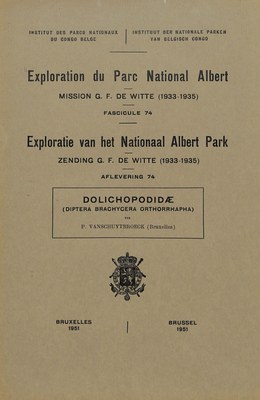 INSTITUT DES PARCS NATIONAUX
DU CONGO BELGE
INSTITUUT DER NATIONALE PARKEN
VAN BELGISCH CONGO
Exploration du Parc National Albert
MISSION G. F. DE WITTE (1933-1935)
FASCICULE 74
Exploratie van het Nationaal Albert Park
ZENDING G. F. DE WITTE (1933-1935)
AFLEVERING 74
DOLICHOPODIDÆ
(DIPTERA BRACHYCERA ORTHORRHAPHA)
PAR
P. VANSCHUYTBROECK (Bruxelles)
BRUXELLES
1951
BRUSSEL
1951